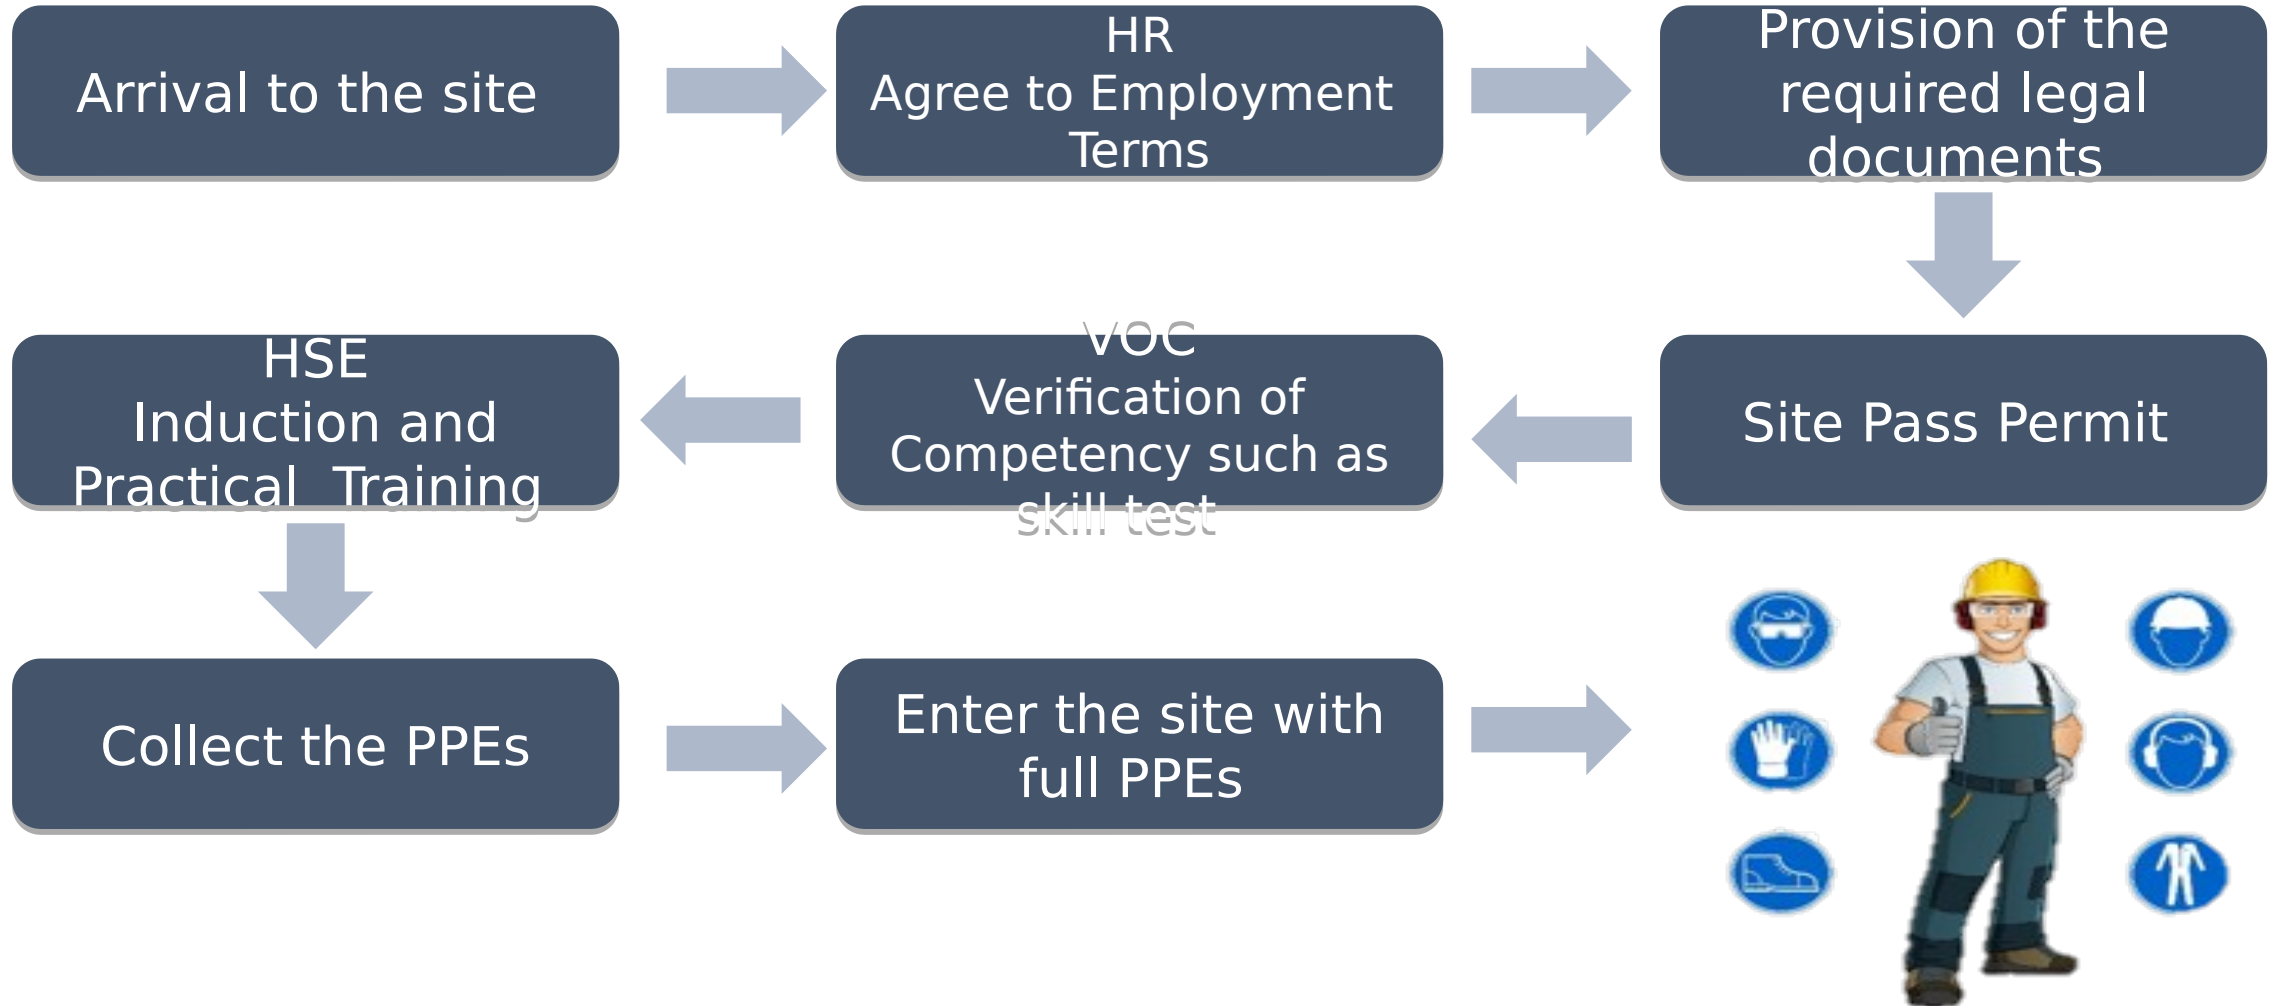 Arrival to the site
HR
Agree to Employment
Terms
Provision of the
required legal
documents
Site Pass Permit
VOC
Verification of
Competency such as
skill test
HSE
Induction and
Practical  Training
Collect the PPEs
Enter the site with
full PPEs